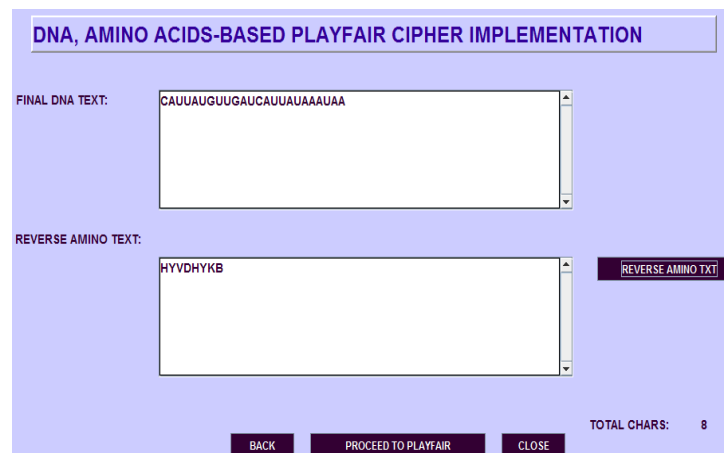 DNA, AMINO ACIDS-BASED PLAYFAIR CIPHER IMPLEMENTATION
FINAL DNA TEXT:
CAUUAUGUUGAUCAUUAUAAAUAA
REVERSE AMINO TEXT:
HYVDHYKB
REVERSE AMINO TXT
TOTAL CHARS: 8
BACK PROCEED TO PLAYFAIR CLOSE